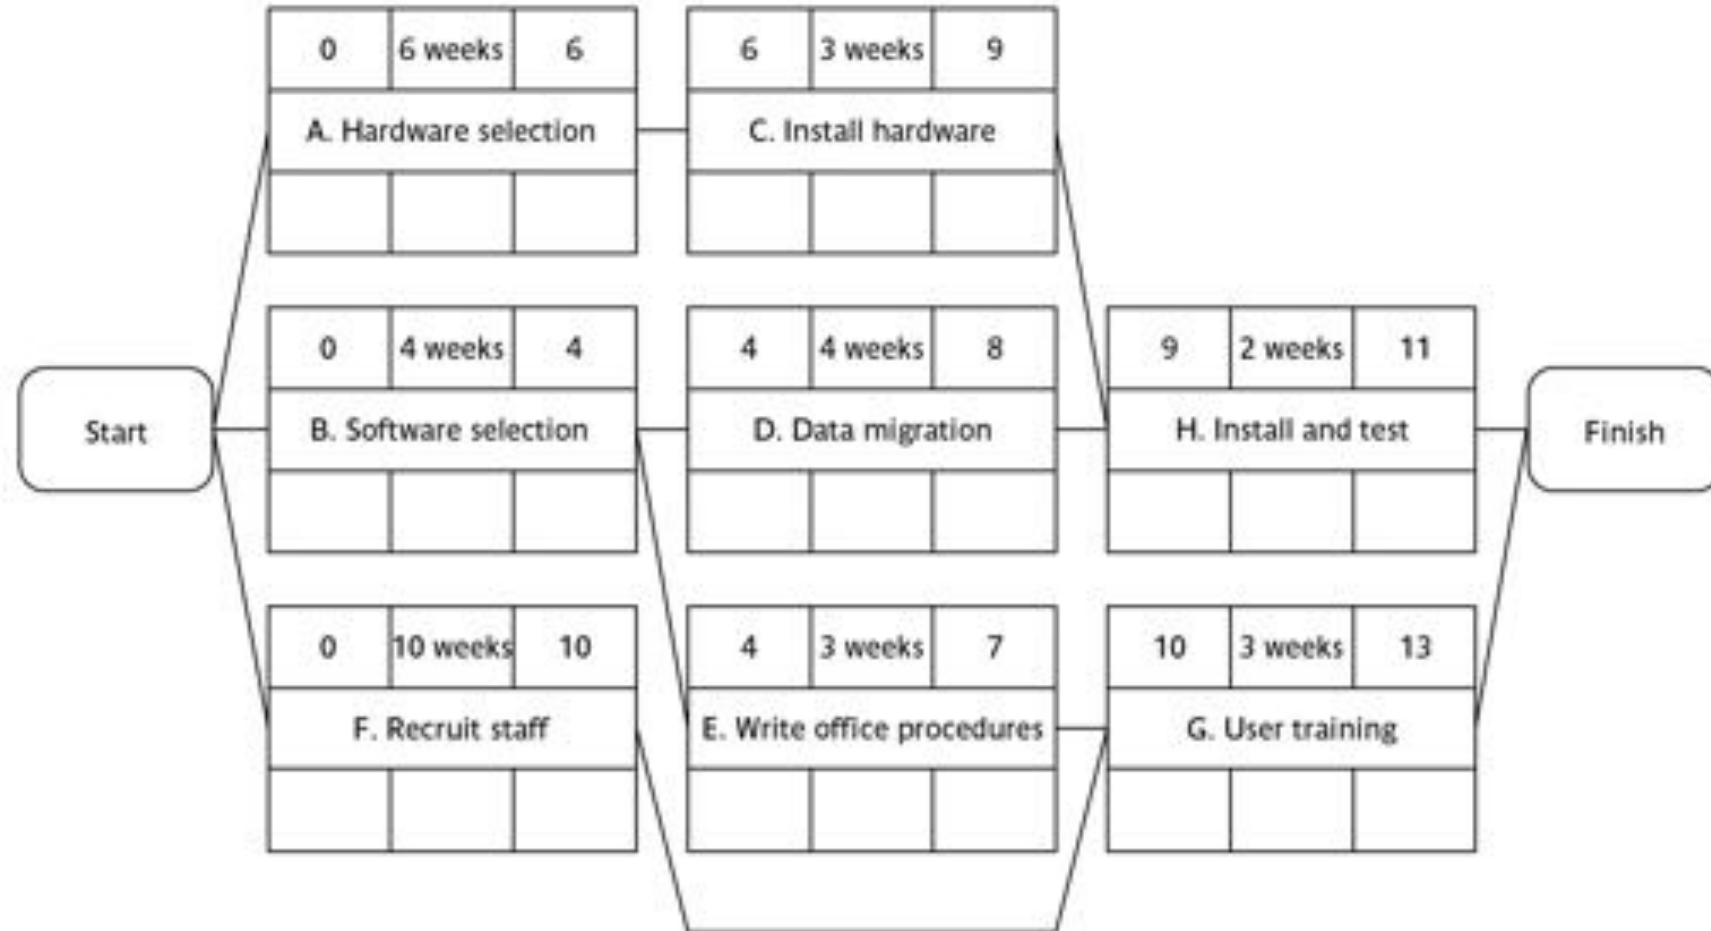 0 6 weeks 6
A. Hardware selection
6 3 weeks 9
C. Install hardware
Start
0 4 weeks 4
B. Software selection
4 4 weeks 8
D. Data migration
9 2 weeks 11
H. Install and test
Finish
0 10 weeks 10
F. Recruit staff
4 3 weeks 7
E. Write office procedures
10 3 weeks 13
G. User training